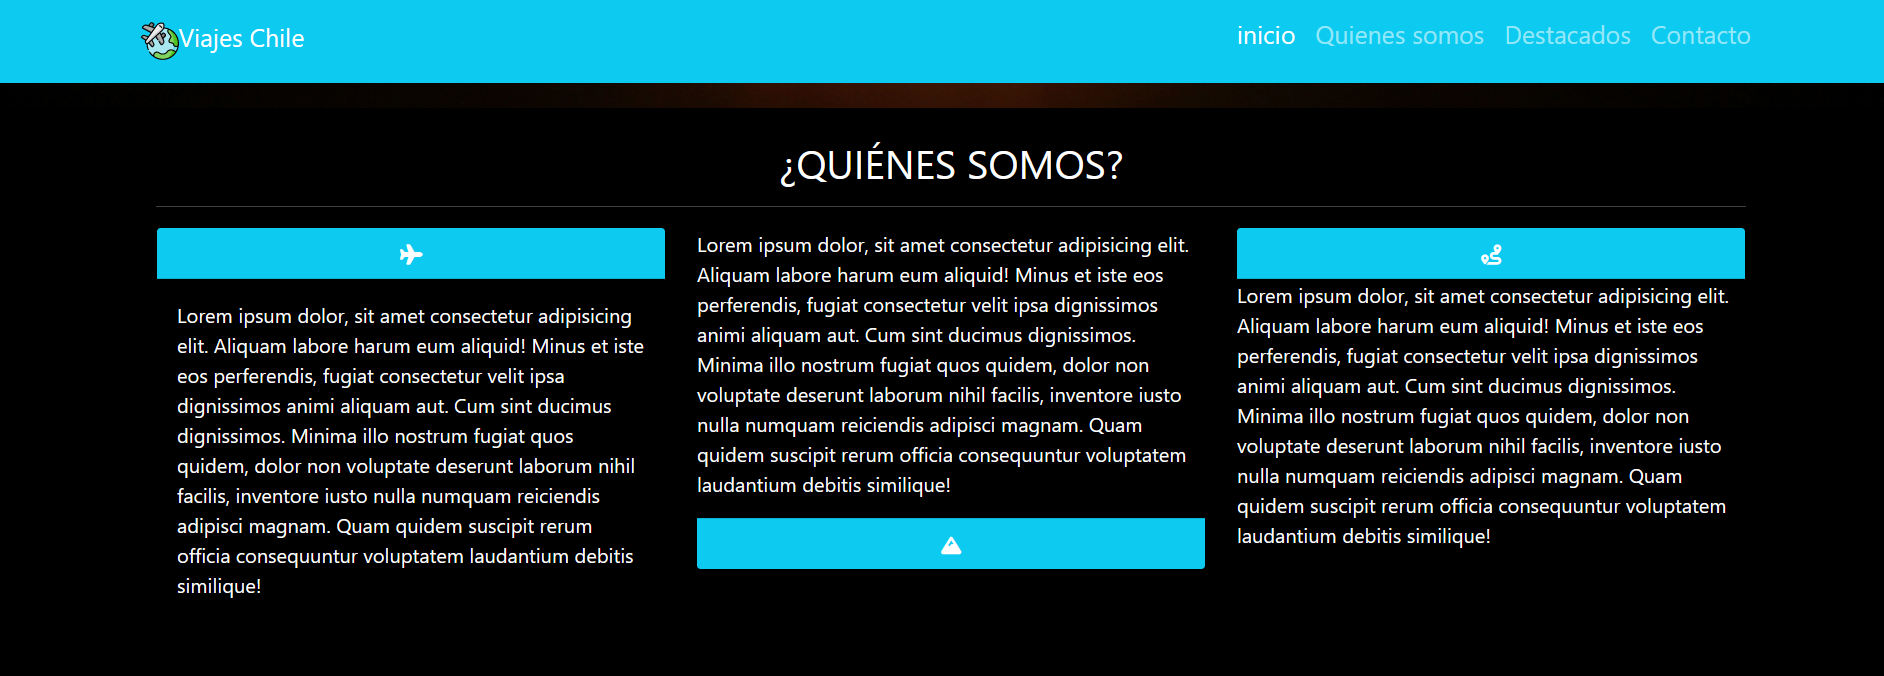 Viajes Chile
inicio Quienes somos Destacados Contacto
¿QUIÉNES SOMOS?
Lorem ipsum dolor, sit amet consectetur adipisicing
elit. Aliquam labore harum eum aliquid! Minus et iste
eos perferendis, fugiat consectetur velit ipsa
dignissimos animi aliquam aut. Cum sint ducimus
dignissimos. Minima illo nostrum fugiat quos
quidem, dolor non voluptate deserunt laborum nihil
facilis, inventore iusto nulla numquam reiciendis
adipisci magnam. Quam quidem suscipit rerum
officia consequuntur voluptatem laudantium debitis
similique!
Lorem ipsum dolor, sit amet consectetur adipisicing elit.
Aliquam labore harum eum aliquid! Minus et iste eos
perferendis, fugiat consectetur velit ipsa dignissimos
animi aliquam aut. Cum sint ducimus dignissimos.
Minima illo nostrum fugiat quos quidem, dolor non
voluptate deserunt laborum nihil facilis, inventore iusto
nulla numquam reiciendis adipisci magnam. Quam
quidem suscipit rerum officia consequuntur voluptatem
laudantium debitis similique!
Lorem ipsum dolor, sit amet consectetur adipisicing elit.
Aliquam labore harum eum aliquid! Minus et iste eos
perferendis, fugiat consectetur velit ipsa dignissimos
animi aliquam aut. Cum sint ducimus dignissimos.
Minima illo nostrum fugiat quos quidem, dolor non
voluptate deserunt laborum nihil facilis, inventore iusto
nulla numquam reiciendis adipisci magnam. Quam
quidem suscipit rerum officia consequuntur voluptatem
laudantium debitis similique!